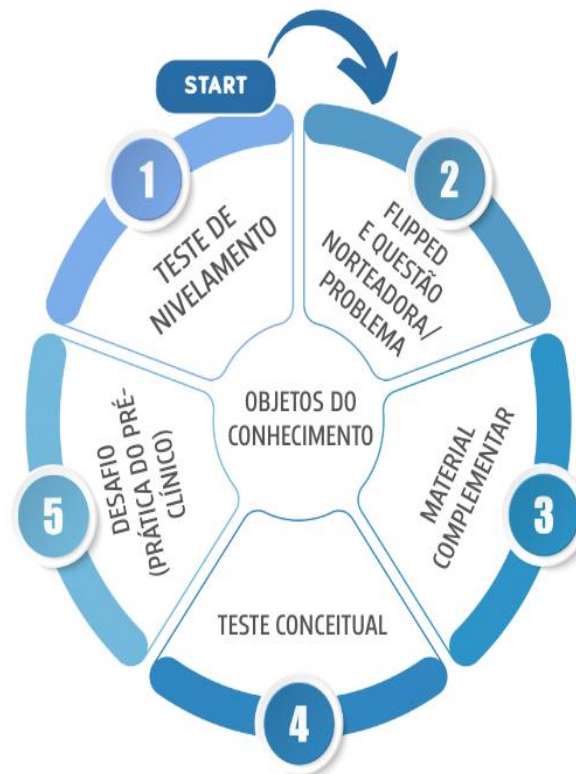 START
1
TESTE DE
NIVELAMENTO
2
FLIPPED
E QUESTÃO
NORTEADORA/
PROBLEMA
3
MATERIAL
COMPLEMENTAR
4
TESTE CONCEITUAL
5
DESAFIO
(PRÁTICA DO PRÉ-
CLÍNICO)
OBJETOS DO
CONHECIMENTO